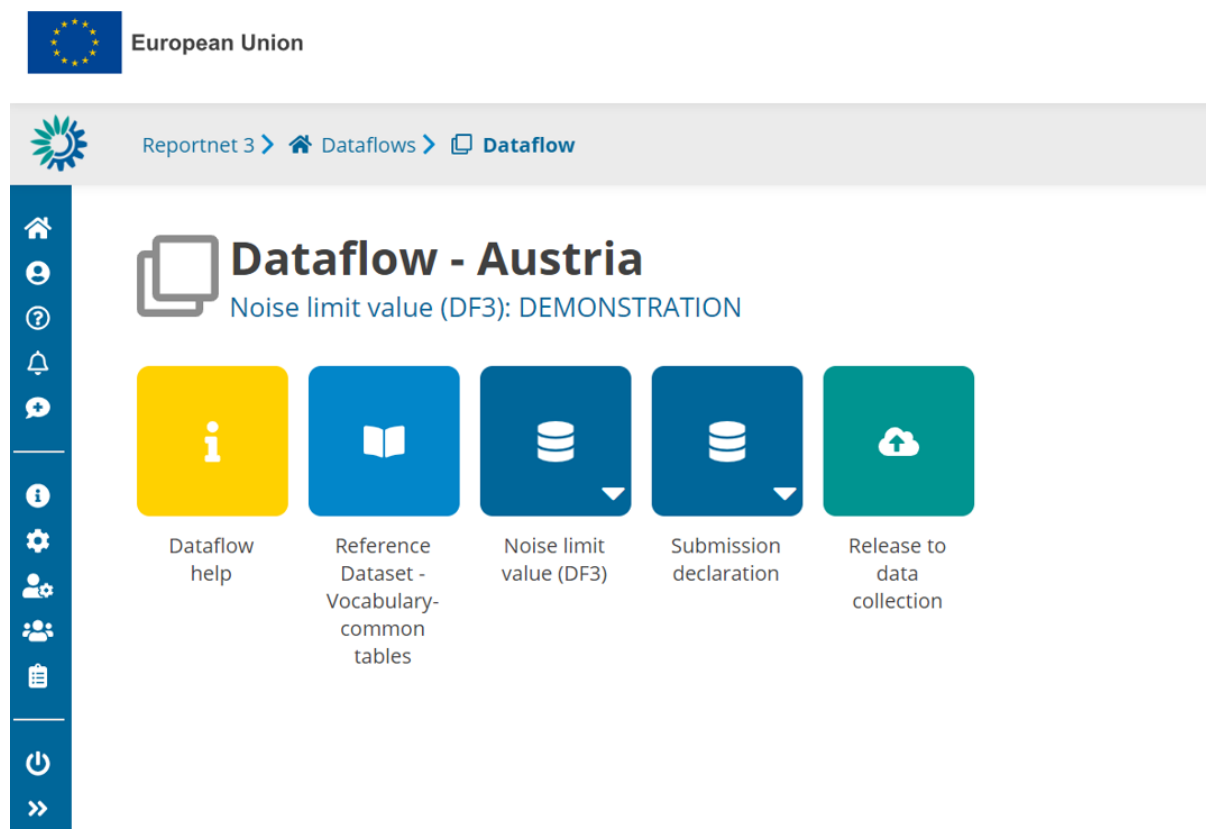 European Union
Reportnet 3 Dataflows Dataflow
Dataflow - Austria
Noise limit value (DF3): DEMONSTRATION
Dataflow
help
Reference
Dataset -
Vocabulary-
common
tables
Noise limit
value (DF3)
Submission
declaration
Release to
data
collection